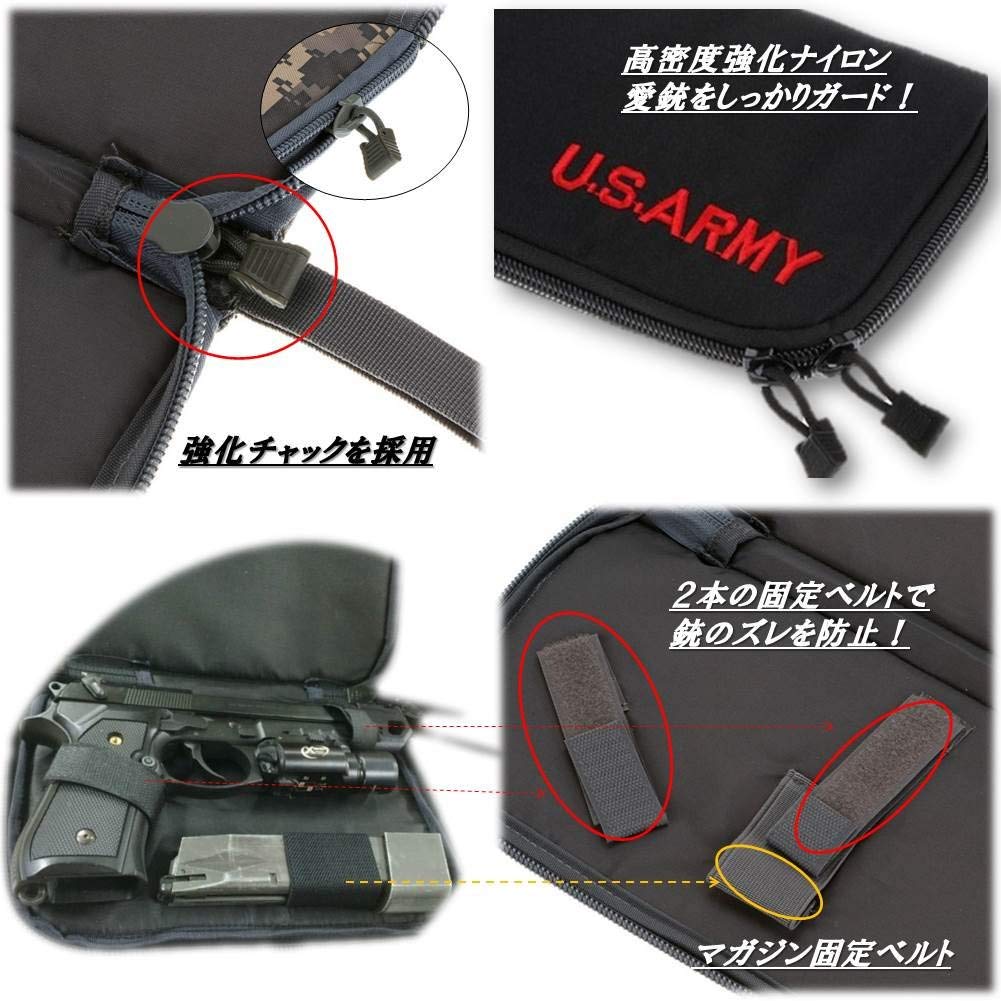 高密度強化ナイロン
愛銃をしっかりガード！
U.S.ARMY
強化チャックを採用
２本の固定ベルトで
銃のズレを防止！
マガジン固定ベルト